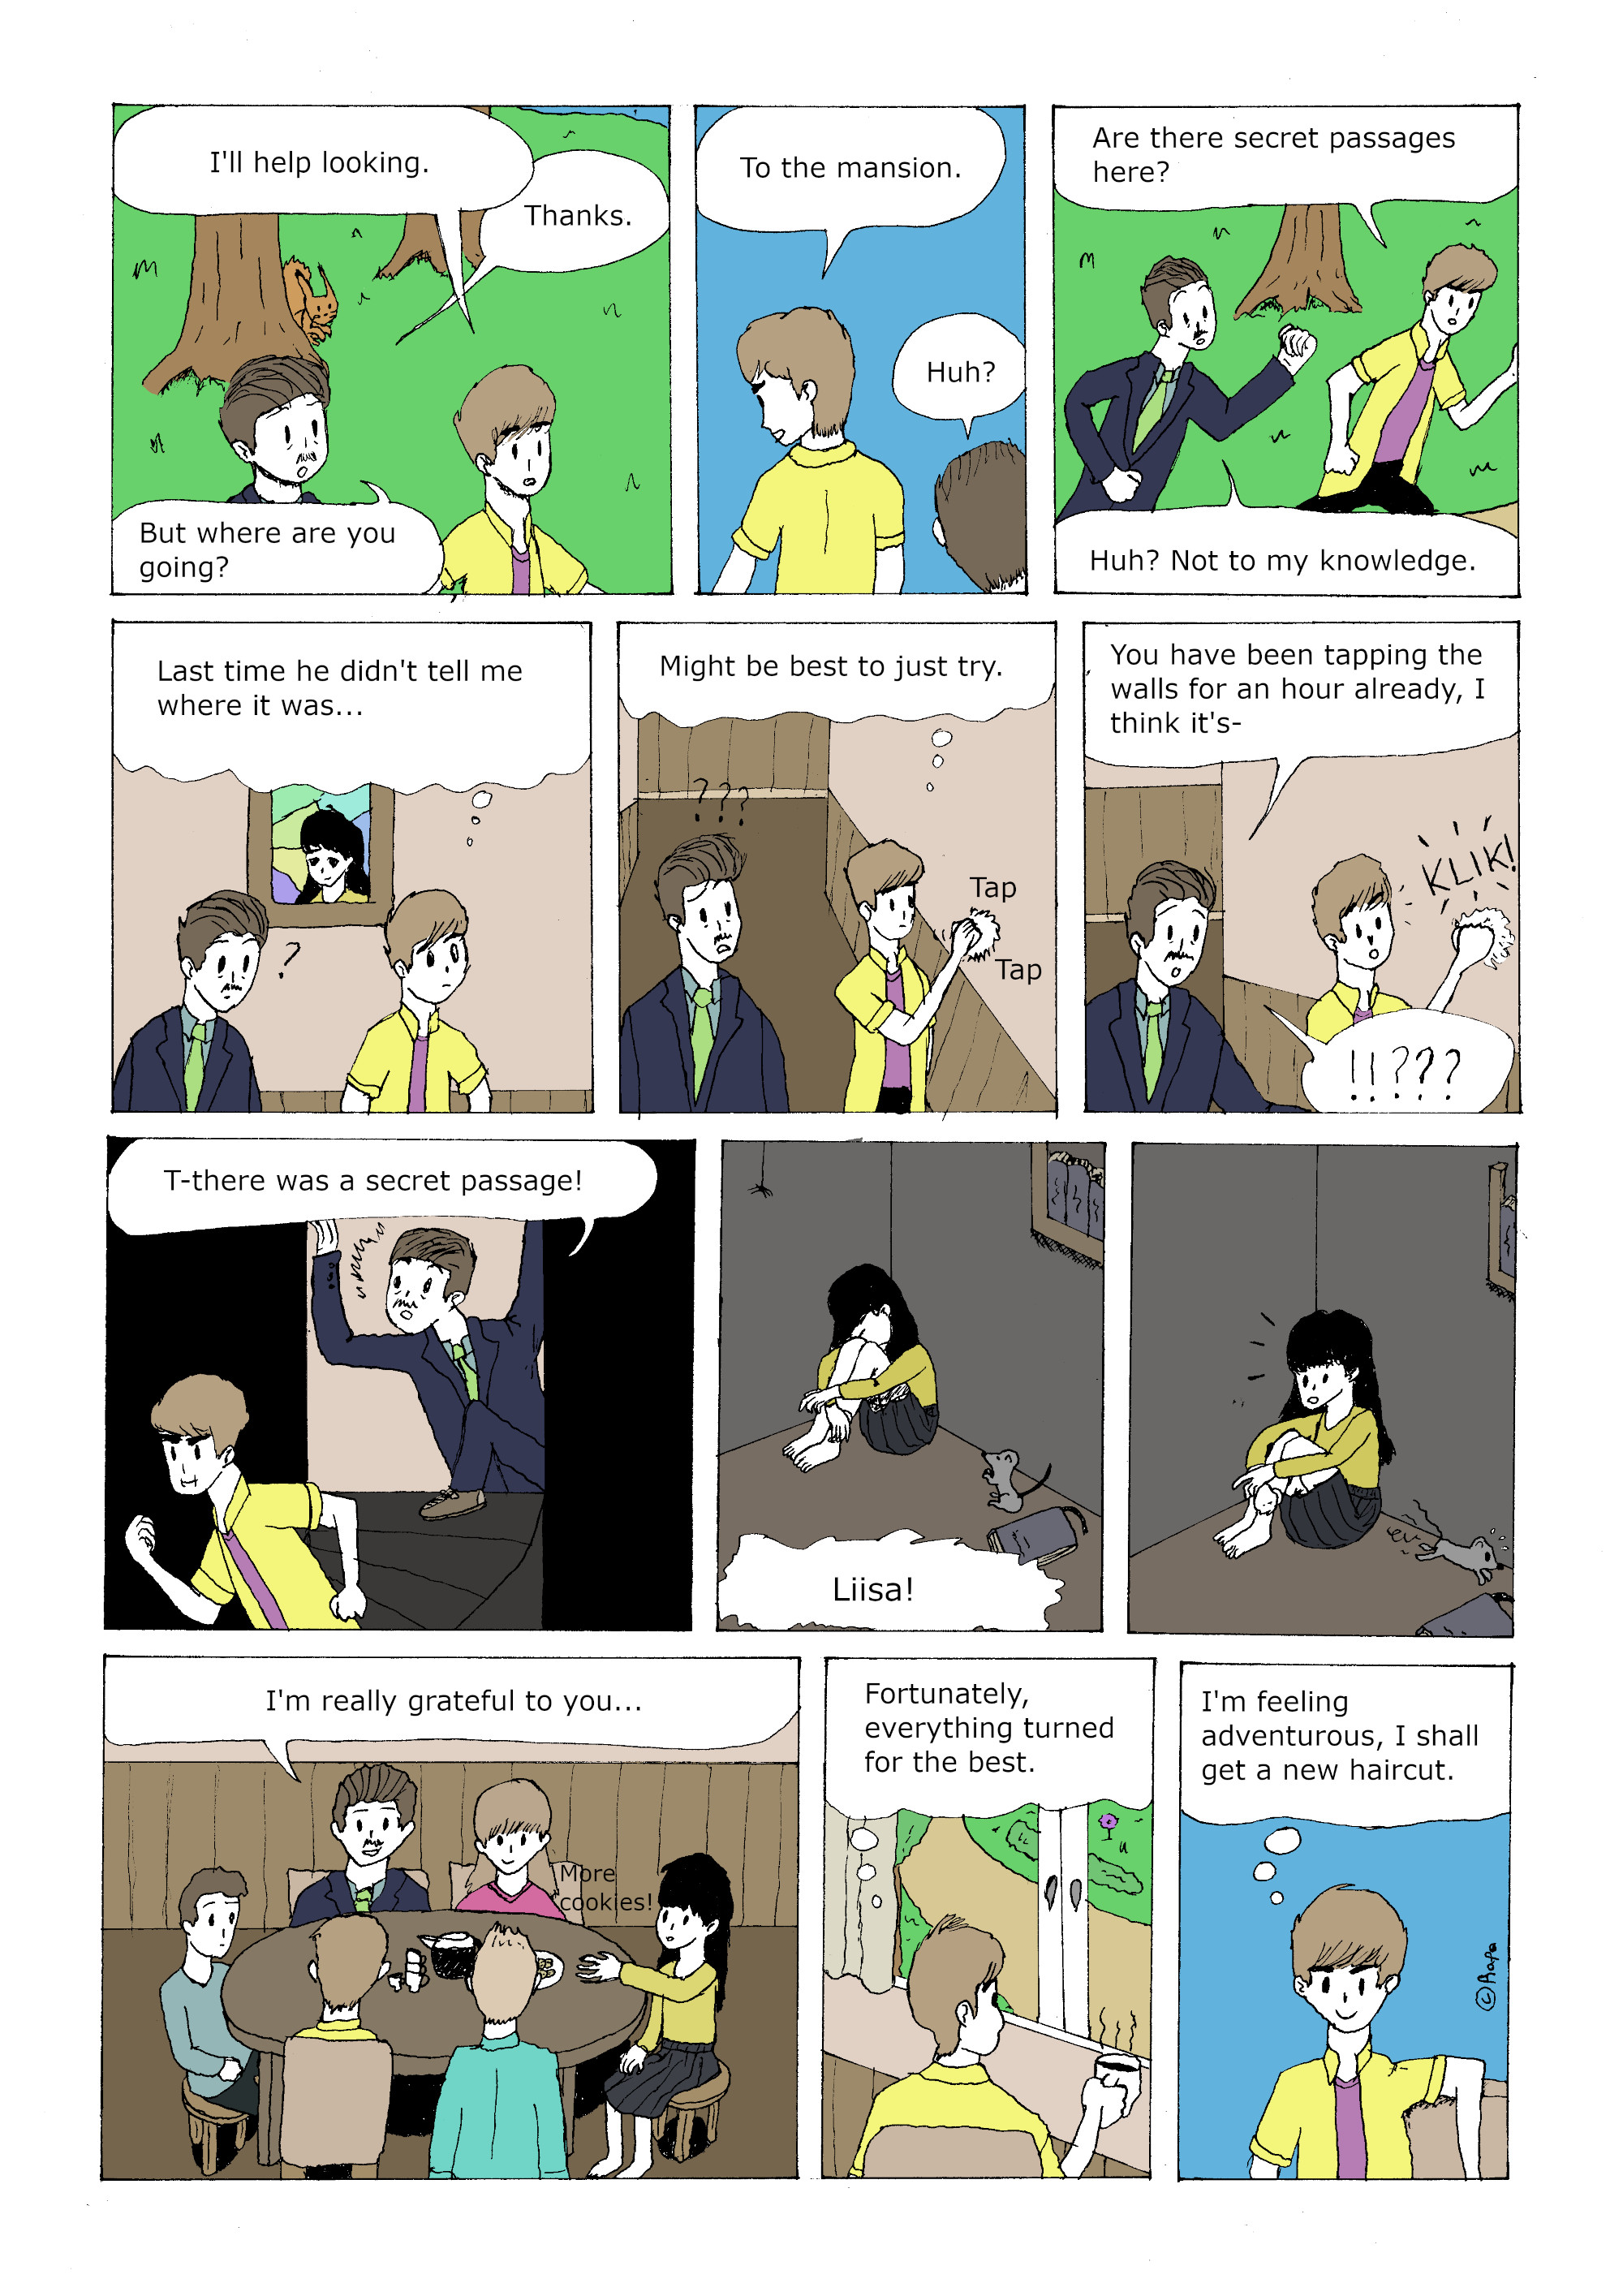 I'll help looking.
Thanks.
But where are you
going?
To the mansion.
Huh?
Are there secret passages
here?
Huh? Not to my knowledge.
Last time he didn't tell me
where it was...
?
Might be best to just try.
???
Tap
Tap
You have been tapping the
walls for an hour already, I
think it's-
KLIK!
!!???
T-there was a secret passage!
Liisa!
I'm really grateful to you...
More
cookies!
Fortunately,
everything turned
for the best.
I'm feeling
adventurous, I shall
get a new haircut.